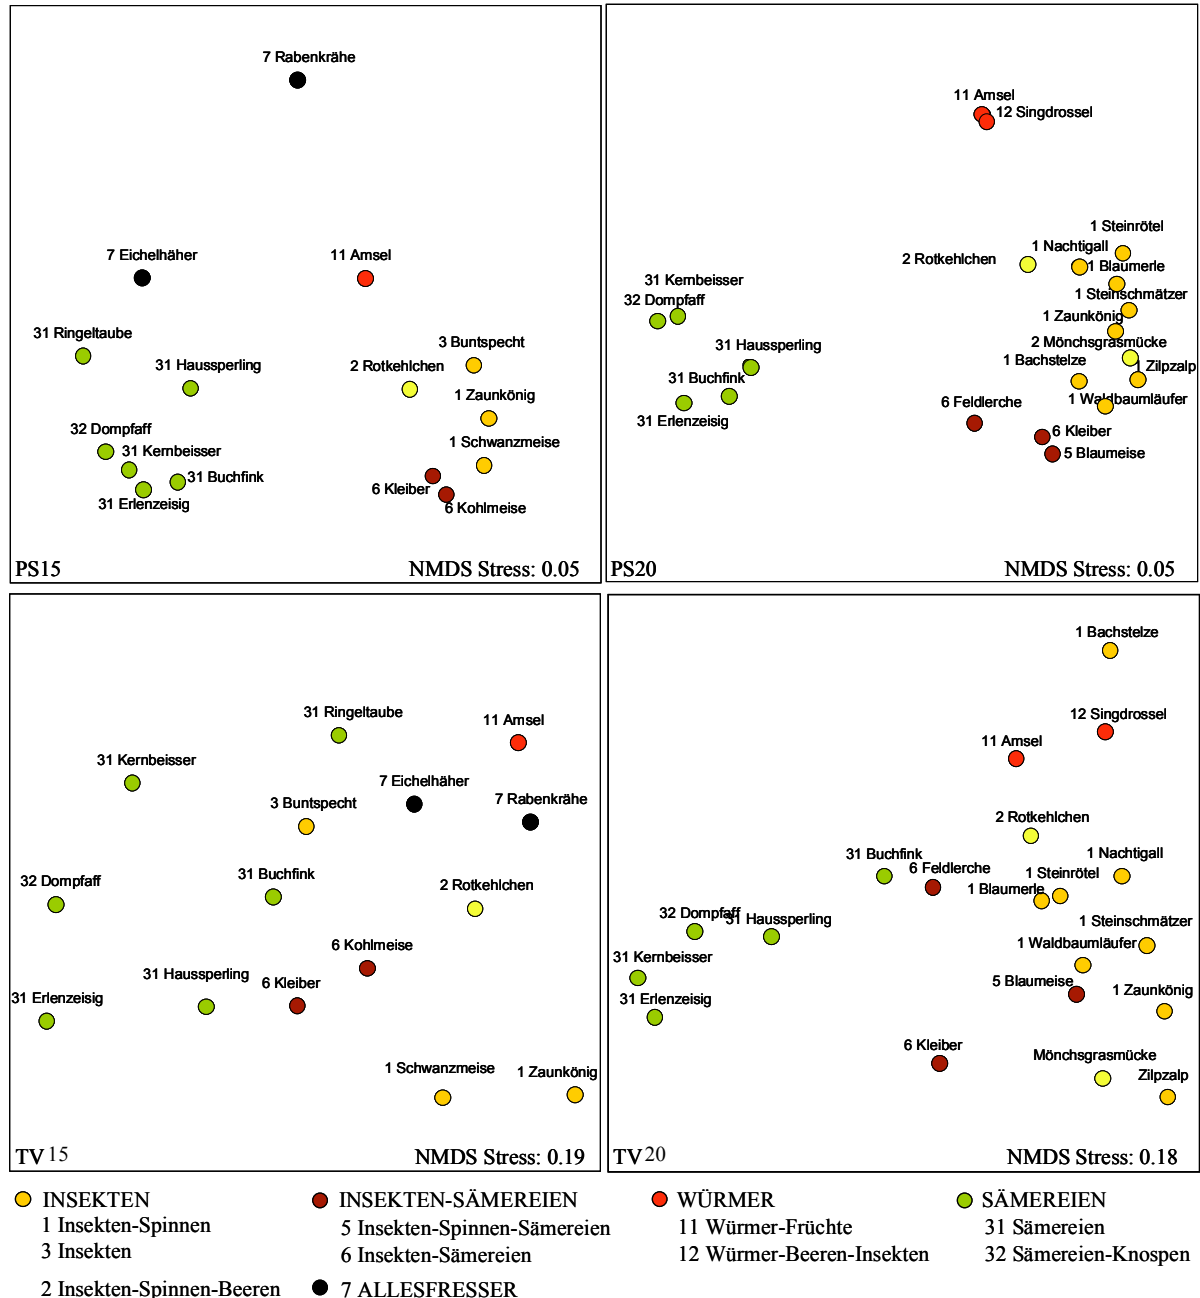 7 Rabenkrähe
7 Eichelhäher
11 Amsel
31 Ringeltaube
3 Buntspecht
31 Haussperling
2 Rotkehlchen
1 Zaunkönig
32 Dompfaff
31 Kernbeisser
1 Schwanzmeise
31 Buchfink
6 Kleiber
31 Erlenzeisig
6 Kohlmeise
PS15
NMDS Stress: 0.05
11 Amsel
12 Singdrossel
1 Steinrötel
1 Nachtigall
2 Rotkehlchen
1 Blaumerle
31 Kernbeisser
32 Dompfaff
1 Steinschmätzer
1 Zaunkönig
2 Mönchsgrasmücke
31 Haussperling
1 Bachstelze
1 Zilpzalp
31 Buchfink
6 Feldlerche
1 Waldbaumläufer
31 Erlenzeisig
6 Kleiber
5 Blaumeise
PS20
NMDS Stress: 0.05
31 Ringeltaube
11 Amsel
31 Kernbeisser
7 Eichelhäher
3 Buntspecht
7 Rabenkrähe
32 Dompfaff
31 Buchfink
2 Rotkehlchen
6 Kohlmeise
31 Haussperling
6 Kleiber
31 Erlenzeisig
1 Schwanzmeise
1 Zaunkönig
TV 15
NMDS Stress: 0.19
1 Bachstelze
12 Singdrossel
11 Amsel
2 Rotkehlchen
31 Buchfink
6 Feldlerche
1 Nachtigall
1 Steinrötel
1 Blaumerle
32 Dompfaff
31 Haussperling
1 Steinschmätzer
1 Waldbaumläufer
31 Kernbeisser
5 Blaumeise
1 Zaunkönig
31 Erlenzeisig
6 Kleiber
Mönchsgrasmücke
Zilpzalp
TV 20
NMDS Stress: 0.18
INSEKTEN
1 Insekten-Spinnen
3 Insekten
2 Insekten-Spinnen-Beeren
INSEKTEN-SÄMEREIEN
5 Insekten-Spinnen-Sämereien
6 Insekten-Sämereien
7 ALLESFRESSER
WÜRMER
11 Würmer-Früchte
12 Würmer-Beeren-Insekten
SÄMEREIEN
31 Sämereien
32 Sämereien-Knospen